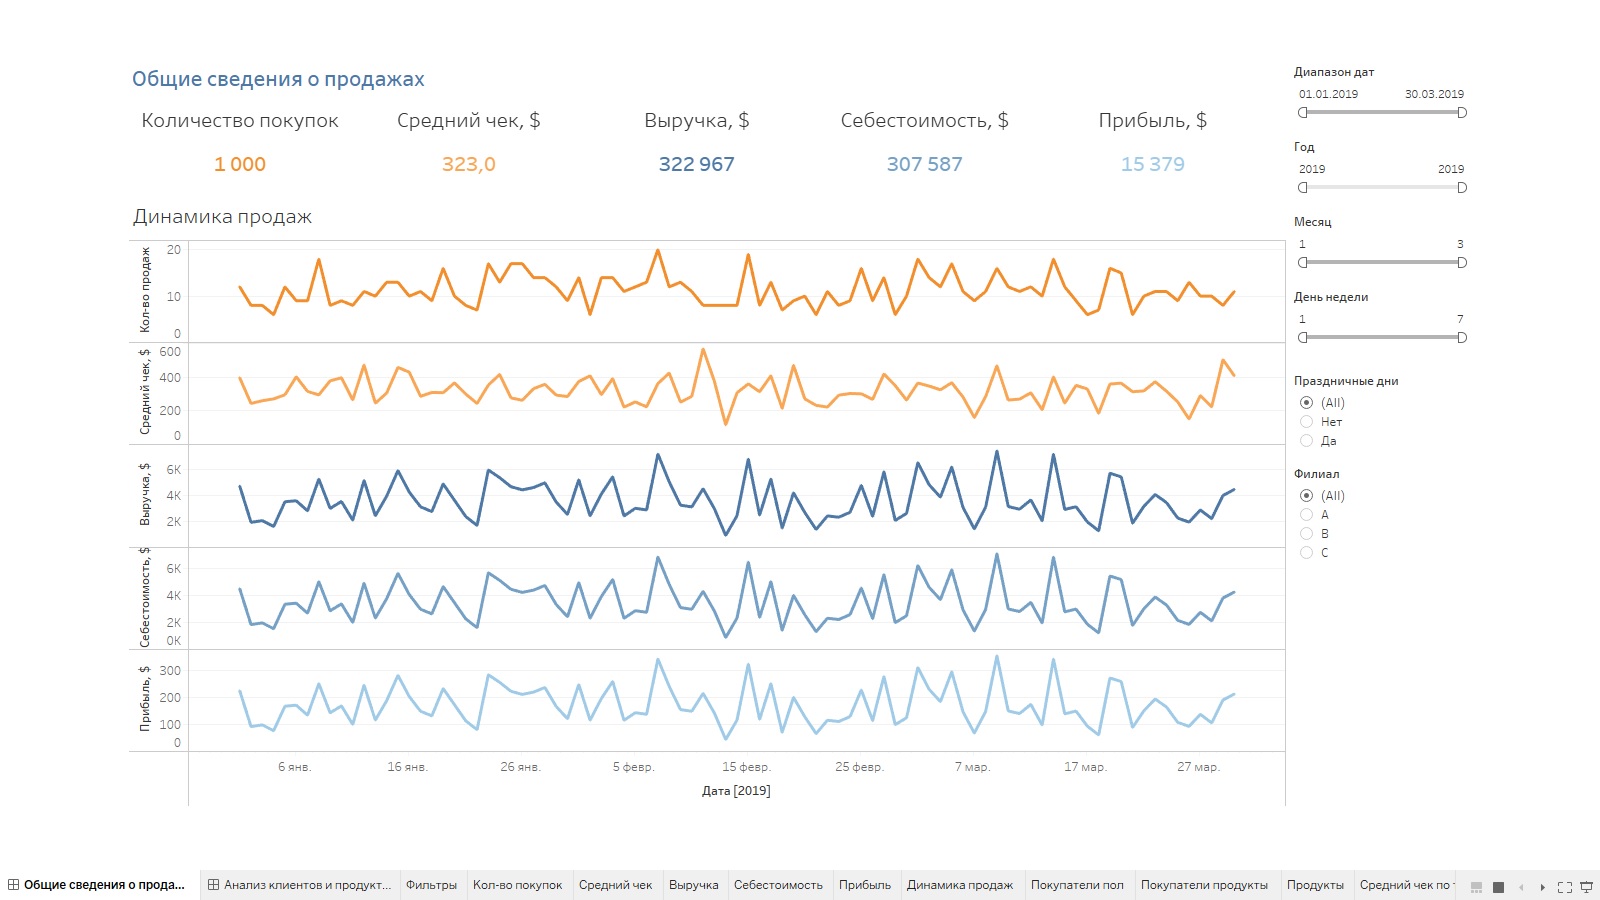 Общие сведения о продажах
Количество покупок
Средний чек, $
Выручка, $
Себестоимость, $
Прибыль, $
1 000
323,0
322 967
307 587
15 379
Динамика продаж
Кол-во продаж
20
10
0
Средний чек, $
600
400
200
0
Выручка, $
6K
4K
2K
Себестоимость, $
6K
4K
2K
0K
Прибыль, $
300
200
100
0
6 янв.
16 янв.
26 янв.
5 февр.
15 февр.
25 февр.
7 мар.
17 мар.
27 мар.
Дата [2019]
Диапазон дат
01.01.2019
30.03.2019
Год
2019
2019
Месяц
1
3
День недели
1
7
Праздничные дни
(All)
Нет
Да
Филиал
(All)
A
B
C
Общие сведения о прода...
Анализ клиентов и продукт...
Фильтры
Кол-во покупок
Средний чек
Выручка
Себестоимость
Прибыль
Динамика продаж
Покупатели пол
Покупатели продукты
Продукты
Средний чек по